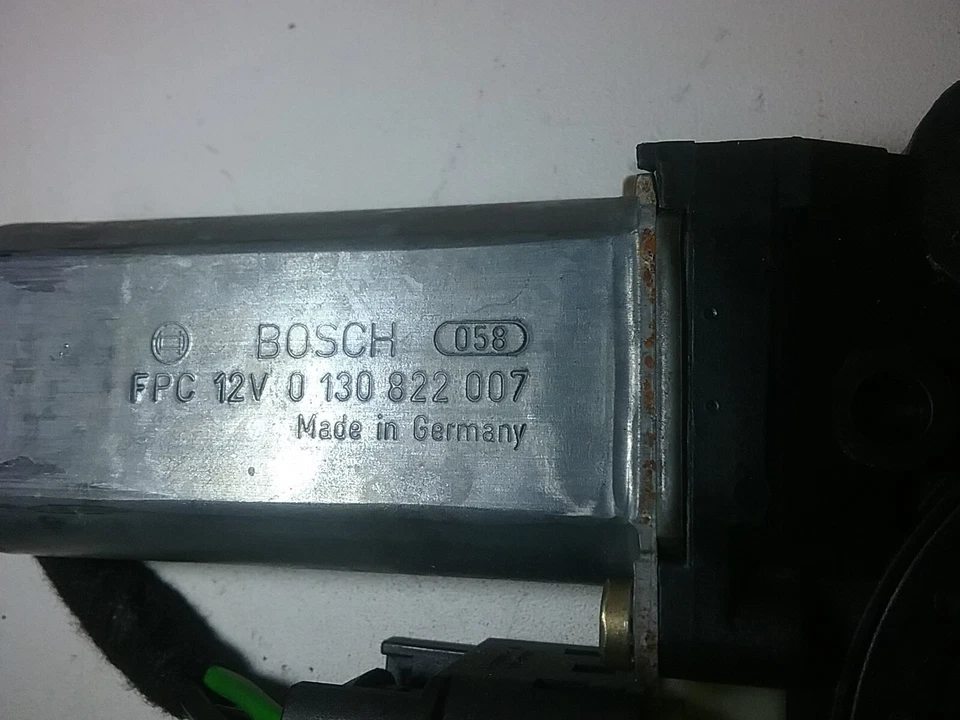 BOSCH 058
FPC 12V 0 130 822 007
Made in Germany